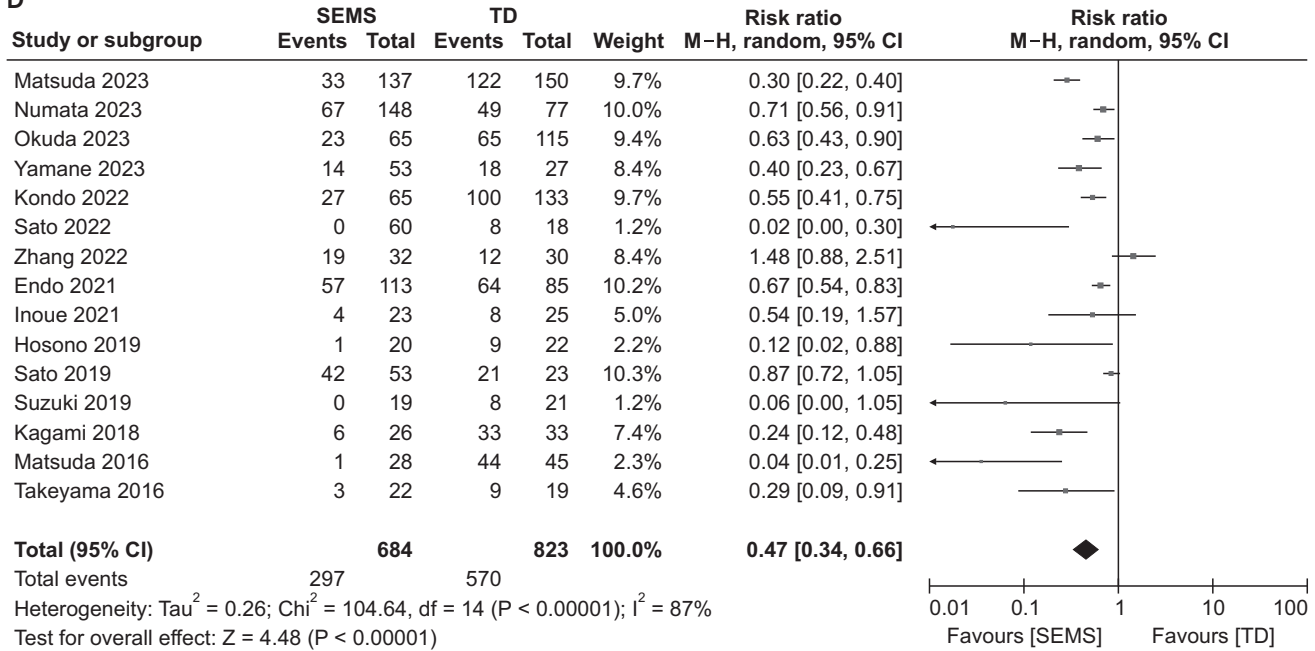 D
SEMS TD Risk ratio Risk ratio
Study or subgroup Events Total Events Total Weight M–H, random, 95% CI M–H, random, 95% CI
Matsuda 2023 33 137 122 150 9.7% 0.30 [0.22, 0.40]
Numata 2023 67 148 49 77 10.0% 0.71 [0.56, 0.91]
Okuda 2023 23 65 65 115 9.4% 0.63 [0.43, 0.90]
Yamane 2023 14 53 18 27 8.4% 0.40 [0.23, 0.67]
Kondo 2022 27 65 100 133 9.7% 0.55 [0.41, 0.75]
Sato 2022 0 60 8 18 1.2% 0.02 [0.00, 0.30]
Zhang 2022 19 32 12 30 8.4% 1.48 [0.88, 2.51]
Endo 2021 57 113 64 85 10.2% 0.67 [0.54, 0.83]
Inoue 2021 4 23 8 25 5.0% 0.54 [0.19, 1.57]
Hosono 2019 1 20 9 22 2.2% 0.12 [0.02, 0.88]
Sato 2019 42 53 21 23 10.3% 0.87 [0.72, 1.05]
Suzuki 2019 0 19 8 21 1.2% 0.06 [0.00, 1.05]
Kagami 2018 6 26 33 33 7.4% 0.24 [0.12, 0.48]
Matsuda 2016 1 28 44 45 2.3% 0.04 [0.01, 0.25]
Takeyama 2016 3 22 9 19 4.6% 0.29 [0.09, 0.91]
Total (95% CI) 684 823 100.0% 0.47 [0.34, 0.66]
Total events 297 570
Heterogeneity: Tau² = 0.26; Chi² = 104.64, df = 14 (P < 0.00001); I² = 87%
Test for overall effect: Z = 4.48 (P < 0.00001)
0.01 0.1 1 10 100
Favours [SEMS] Favours [TD]